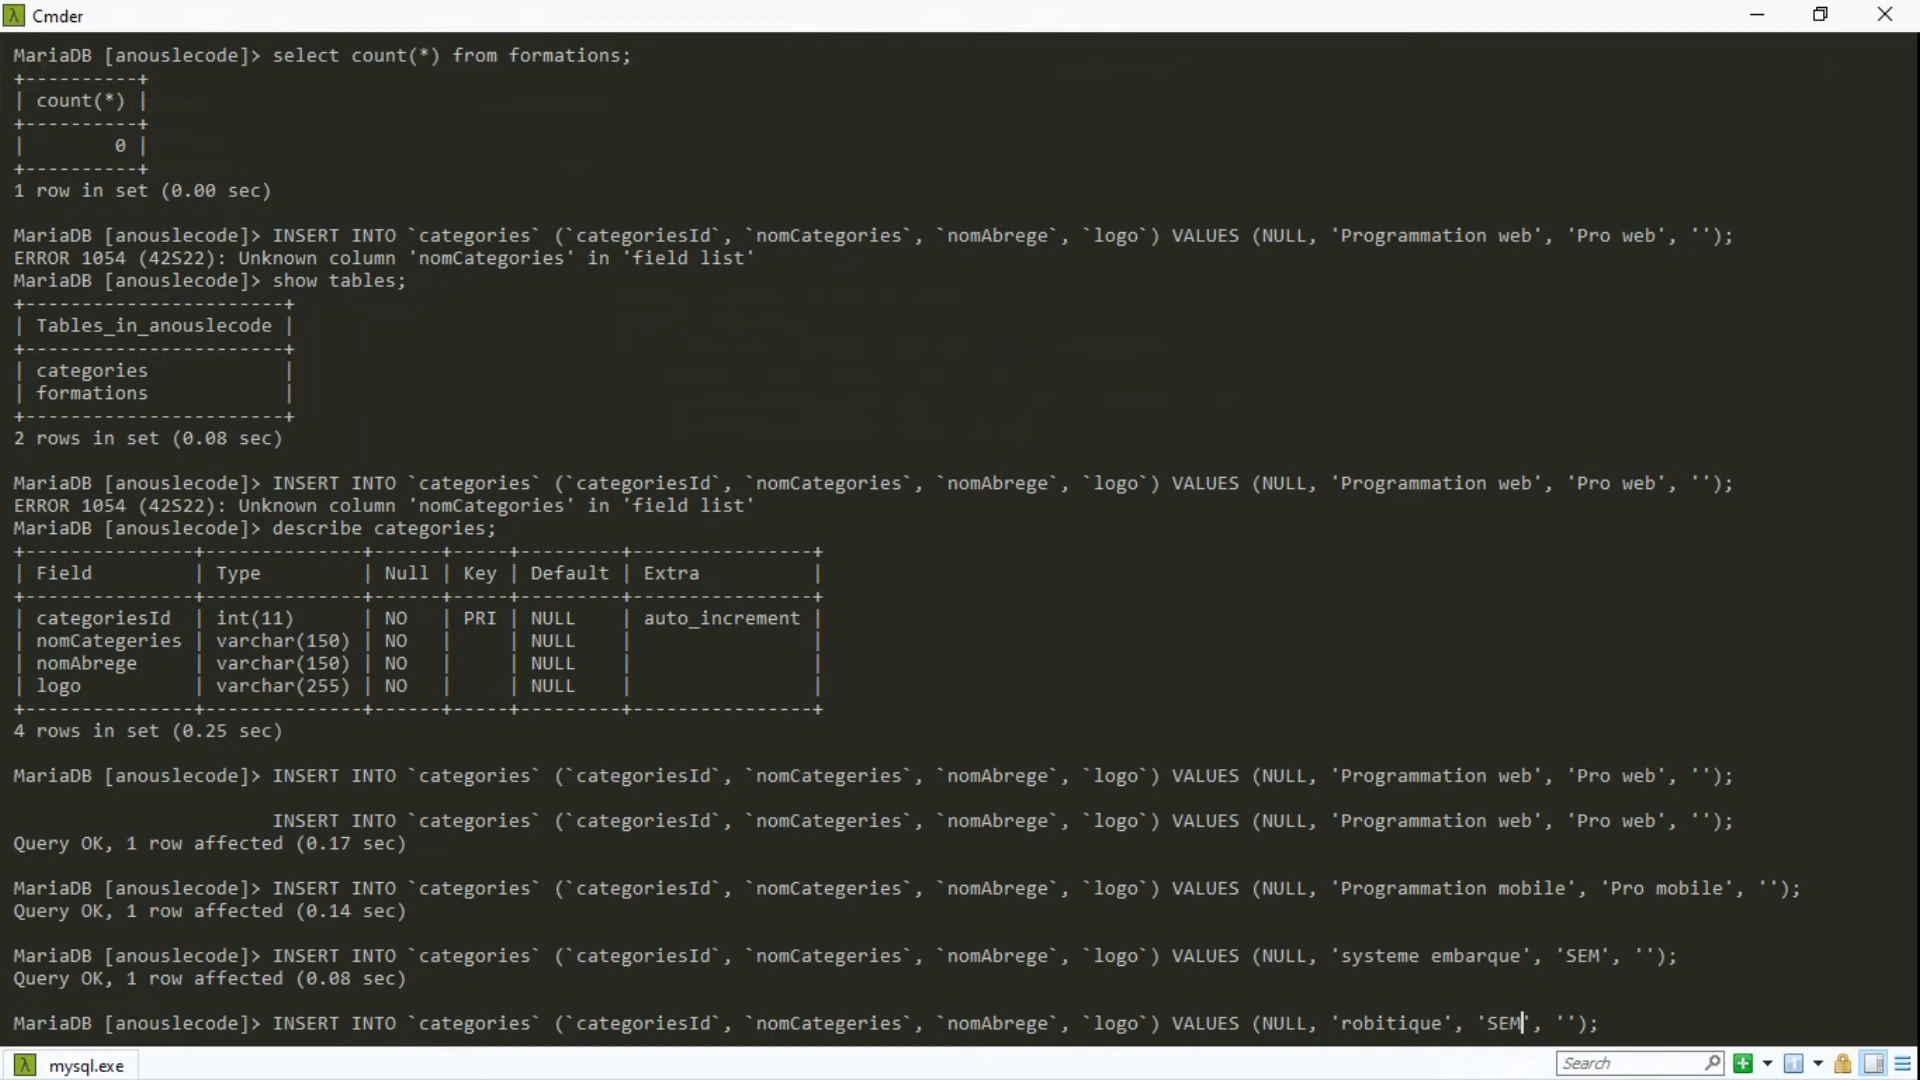 Cmder
MariaDB [anouslecode]> select count(*) from formations;
+----------+
| count(*) |
+----------+
|        0 |
+----------+
1 row in set (0.00 sec)
MariaDB [anouslecode]> INSERT INTO `categories` (`categoriesId`, `nomCategories`, `nomAbrege`, `logo`) VALUES (NULL, 'Programmation web', 'Pro web', '');
ERROR 1054 (42S22): Unknown column 'nomCategories' in 'field list'
MariaDB [anouslecode]> show tables;
+-----------------------+
| Tables_in_anouslecode |
+-----------------------+
| categories            |
| formations            |
+-----------------------+
2 rows in set (0.08 sec)
MariaDB [anouslecode]> INSERT INTO `categories` (`categoriesId`, `nomCategories`, `nomAbrege`, `logo`) VALUES (NULL, 'Programmation web', 'Pro web', '');
ERROR 1054 (42S22): Unknown column 'nomCategories' in 'field list'
MariaDB [anouslecode]> describe categories;
+---------------+--------------+------+-----+---------+----------------+
| Field         | Type         | Null | Key | Default | Extra          |
+---------------+--------------+------+-----+---------+----------------+
| categoriesId  | int(11)      | NO   | PRI | NULL    | auto_increment |
| nomCategeries | varchar(150) | NO   |     | NULL    |                |
| nomAbrege     | varchar(150) | NO   |     | NULL    |                |
| logo          | varchar(255) | NO   |     | NULL    |                |
+---------------+--------------+------+-----+---------+----------------+
4 rows in set (0.25 sec)
MariaDB [anouslecode]> INSERT INTO `categories` (`categoriesId`, `nomCategeries`, `nomAbrege`, `logo`) VALUES (NULL, 'Programmation web', 'Pro web', '');
INSERT INTO `categories` (`categoriesId`, `nomCategeries`, `nomAbrege`, `logo`) VALUES (NULL, 'Programmation web', 'Pro web', '');
Query OK, 1 row affected (0.17 sec)
MariaDB [anouslecode]> INSERT INTO `categories` (`categoriesId`, `nomCategeries`, `nomAbrege`, `logo`) VALUES (NULL, 'Programmation mobile', 'Pro mobile', '');
Query OK, 1 row affected (0.14 sec)
MariaDB [anouslecode]> INSERT INTO `categories` (`categoriesId`, `nomCategeries`, `nomAbrege`, `logo`) VALUES (NULL, 'systeme embarque', 'SEM', '');
Query OK, 1 row affected (0.08 sec)
MariaDB [anouslecode]> INSERT INTO `categories` (`categoriesId`, `nomCategeries`, `nomAbrege`, `logo`) VALUES (NULL, 'robitique', 'SEM', '');
mysql.exe
Search